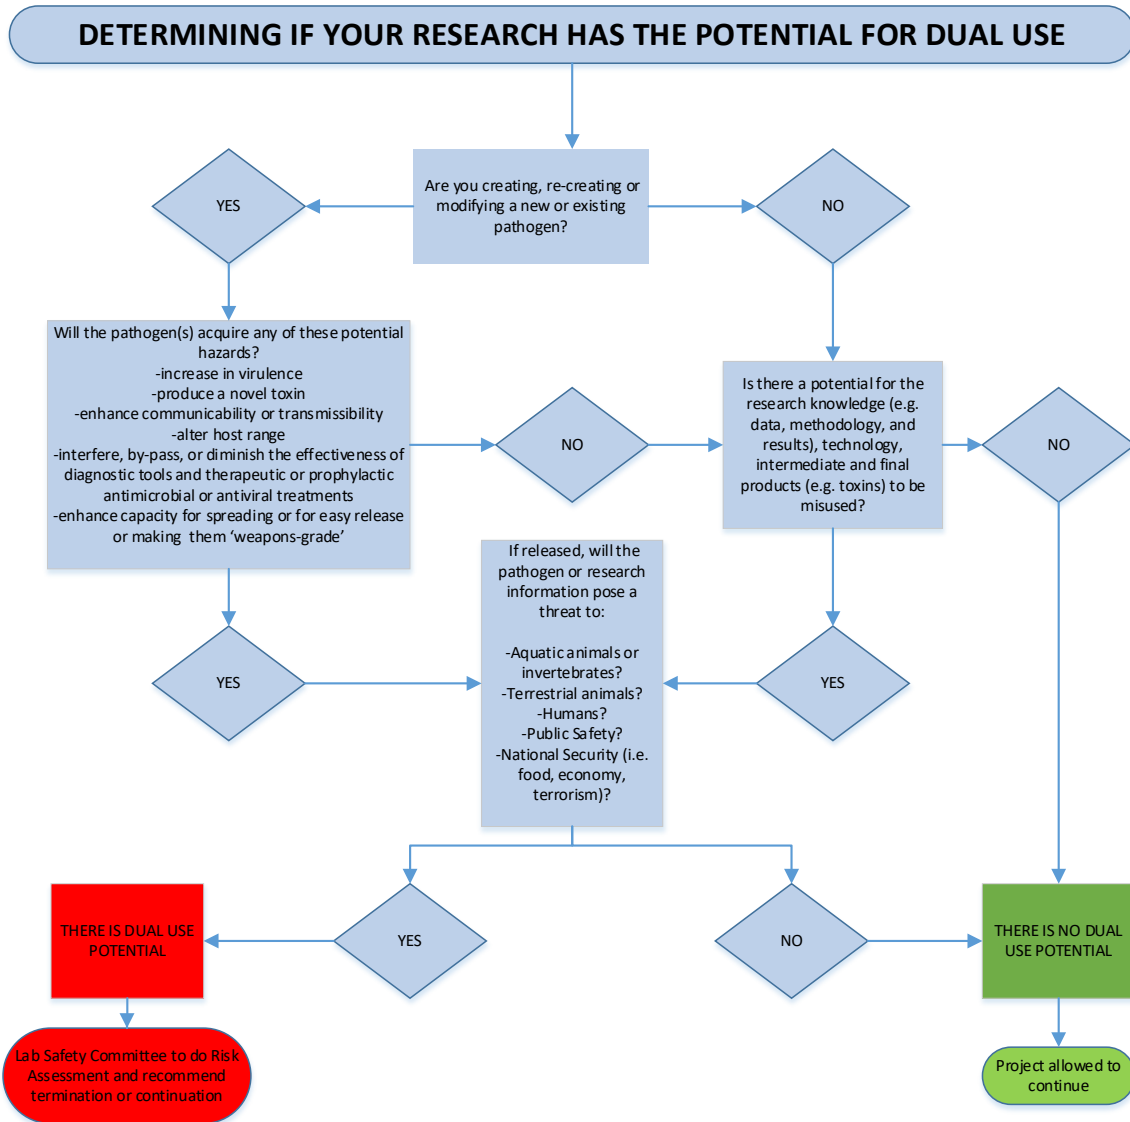 DETERMINING IF YOUR RESEARCH HAS THE POTENTIAL FOR DUAL USE
YES
Are you creating, re-creating or
modifying a new or existing
pathogen?
NO
Will the pathogen(s) acquire any of these potential
hazards?
-increase in virulence
-produce a novel toxin
-enhance communicability or transmissibility
-alter host range
-interfere, by-pass, or diminish the effectiveness of
diagnostic tools and therapeutic or prophylactic
antimicrobial or antiviral treatments
-enhance capacity for spreading or for easy release
or making them ‘weapons-grade’
NO
Is there a potential for the
research knowledge (e.g.
data, methodology, and
results), technology,
intermediate and final
products (e.g. toxins) to be
misused?
NO
If released, will the
pathogen or research
information pose a
threat to:
-Aquatic animals or
invertebrates?
-Terrestrial animals?
-Humans?
-Public Safety?
-National Security (i.e.
food, economy,
terrorism)?
YES
YES
THERE IS DUAL USE
POTENTIAL
YES
NO
THERE IS NO DUAL
USE POTENTIAL
Lab Safety Committee to do Risk
Assessment and recommend
termination or continuation
Project allowed to
continue